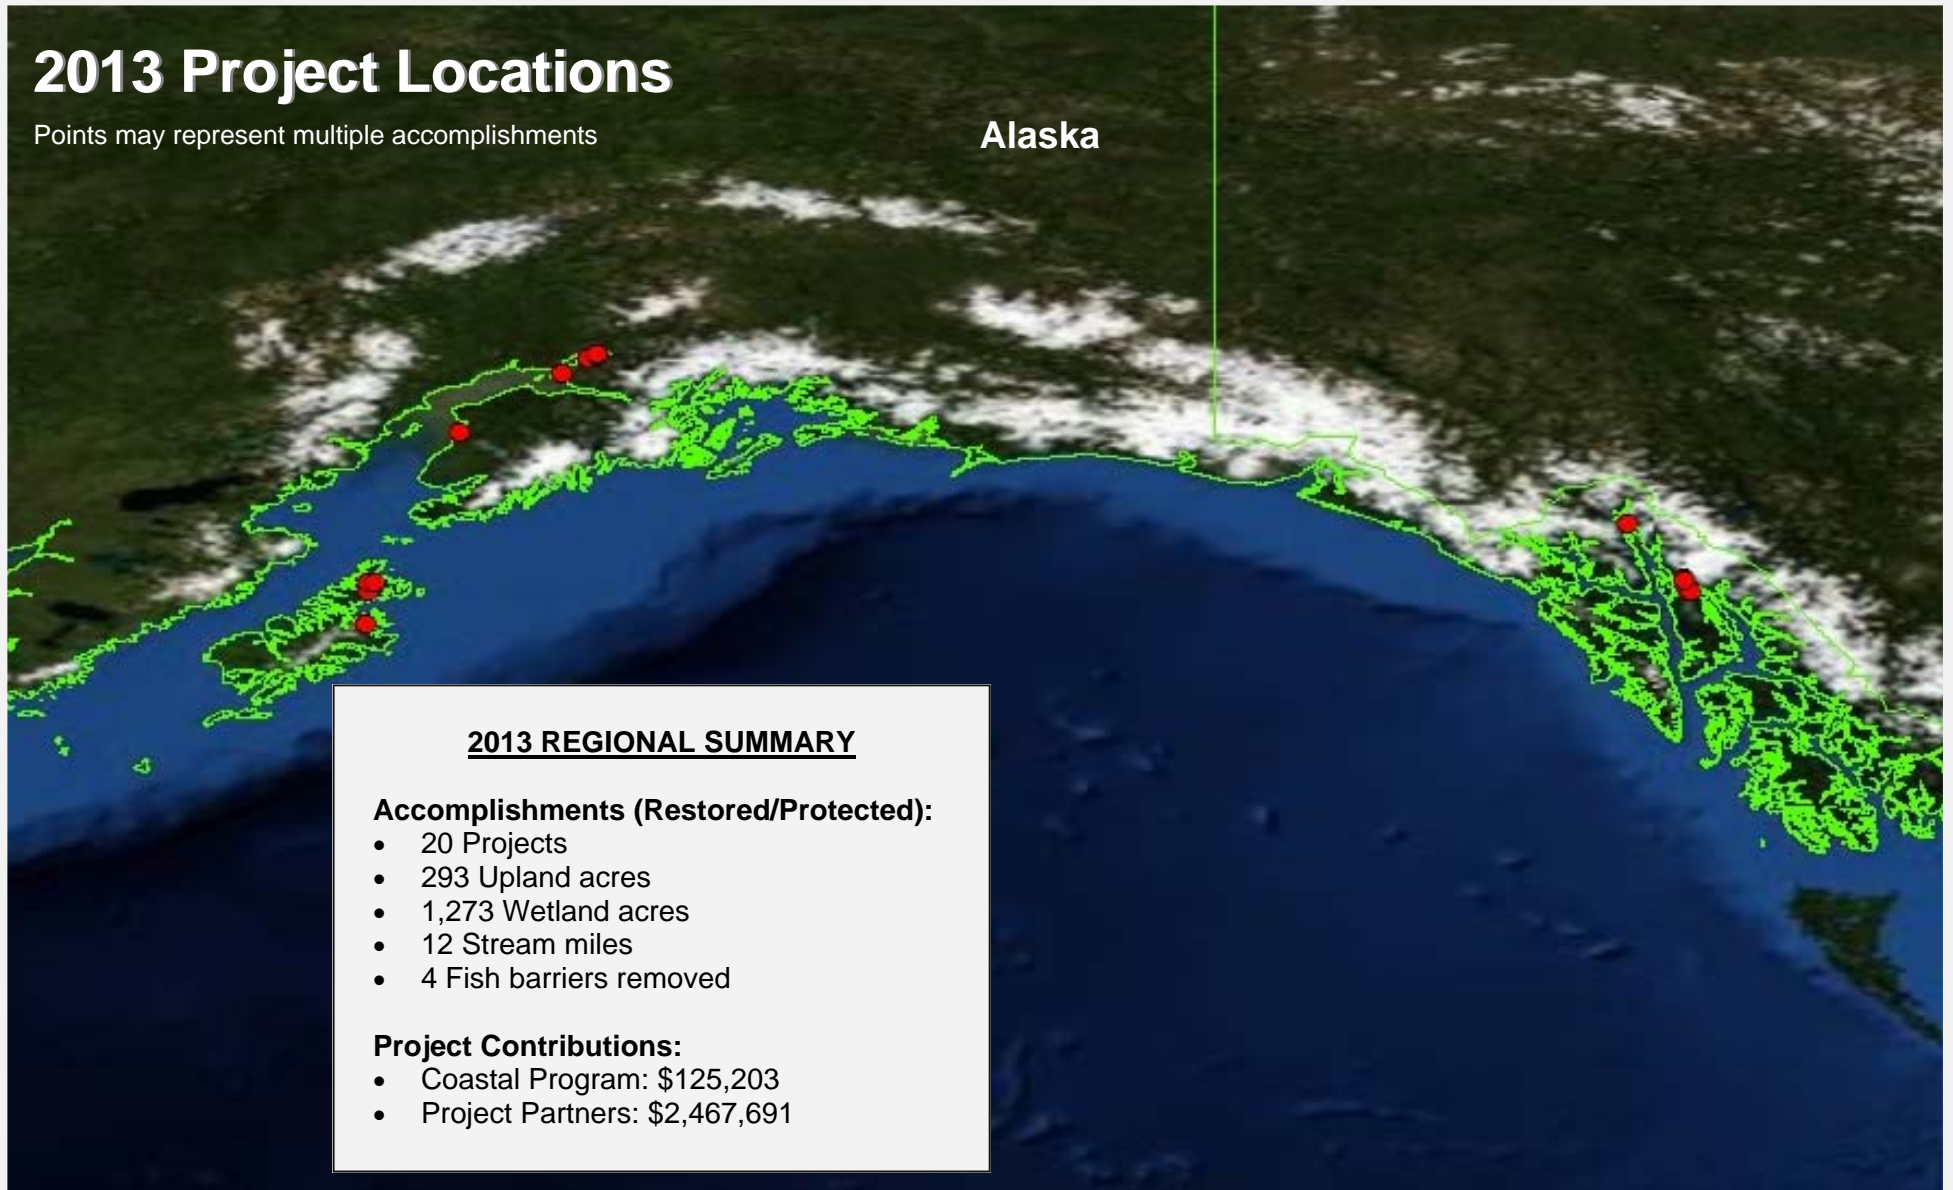 2013 Project Locations
Points may represent multiple accomplishments
Alaska
2013 REGIONAL SUMMARY
Accomplishments (Restored/Protected):
• 20 Projects
• 293 Upland acres
• 1,273 Wetland acres
• 12 Stream miles
• 4 Fish barriers removed
Project Contributions:
• Coastal Program: $125,203
• Project Partners: $2,467,691